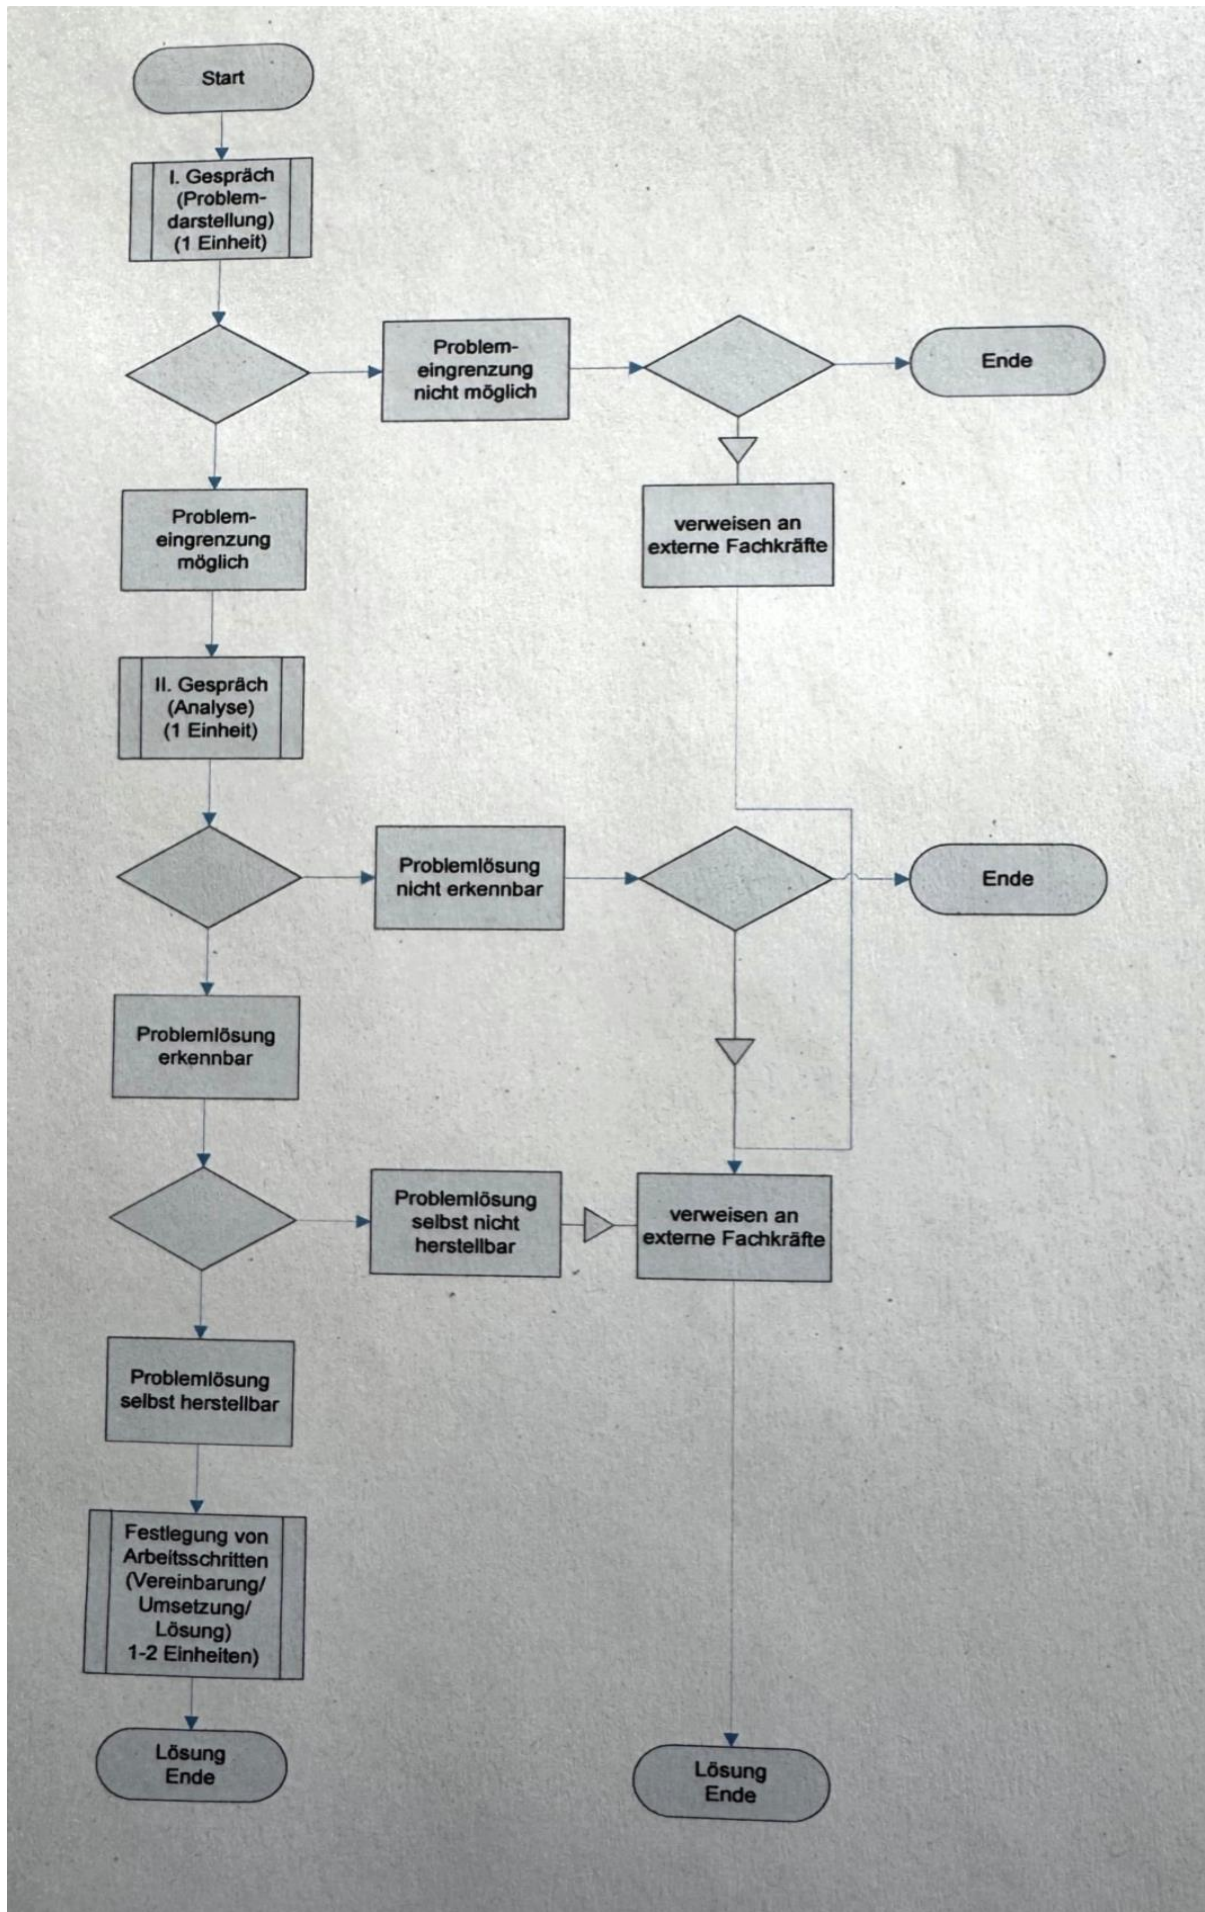 Start
I. Gespräch
(Problem-
darstellung)
(1 Einheit)
Problem-
eingrenzung
nicht möglich
Ende
Problem-
eingrenzung
möglich
verweisen an
externe Fachkräfte
II. Gespräch
(Analyse)
(1 Einheit)
Problemlösung
nicht erkennbar
Ende
Problemlösung
erkennbar
Problemlösung
selbst nicht
herstellbar
verweisen an
externe Fachkräfte
Problemlösung
selbst herstellbar
Festlegung von
Arbeitsschritten
(Vereinbarung/
Umsetzung/
Lösung)
1-2 Einheiten)
Lösung
Ende
Lösung
Ende